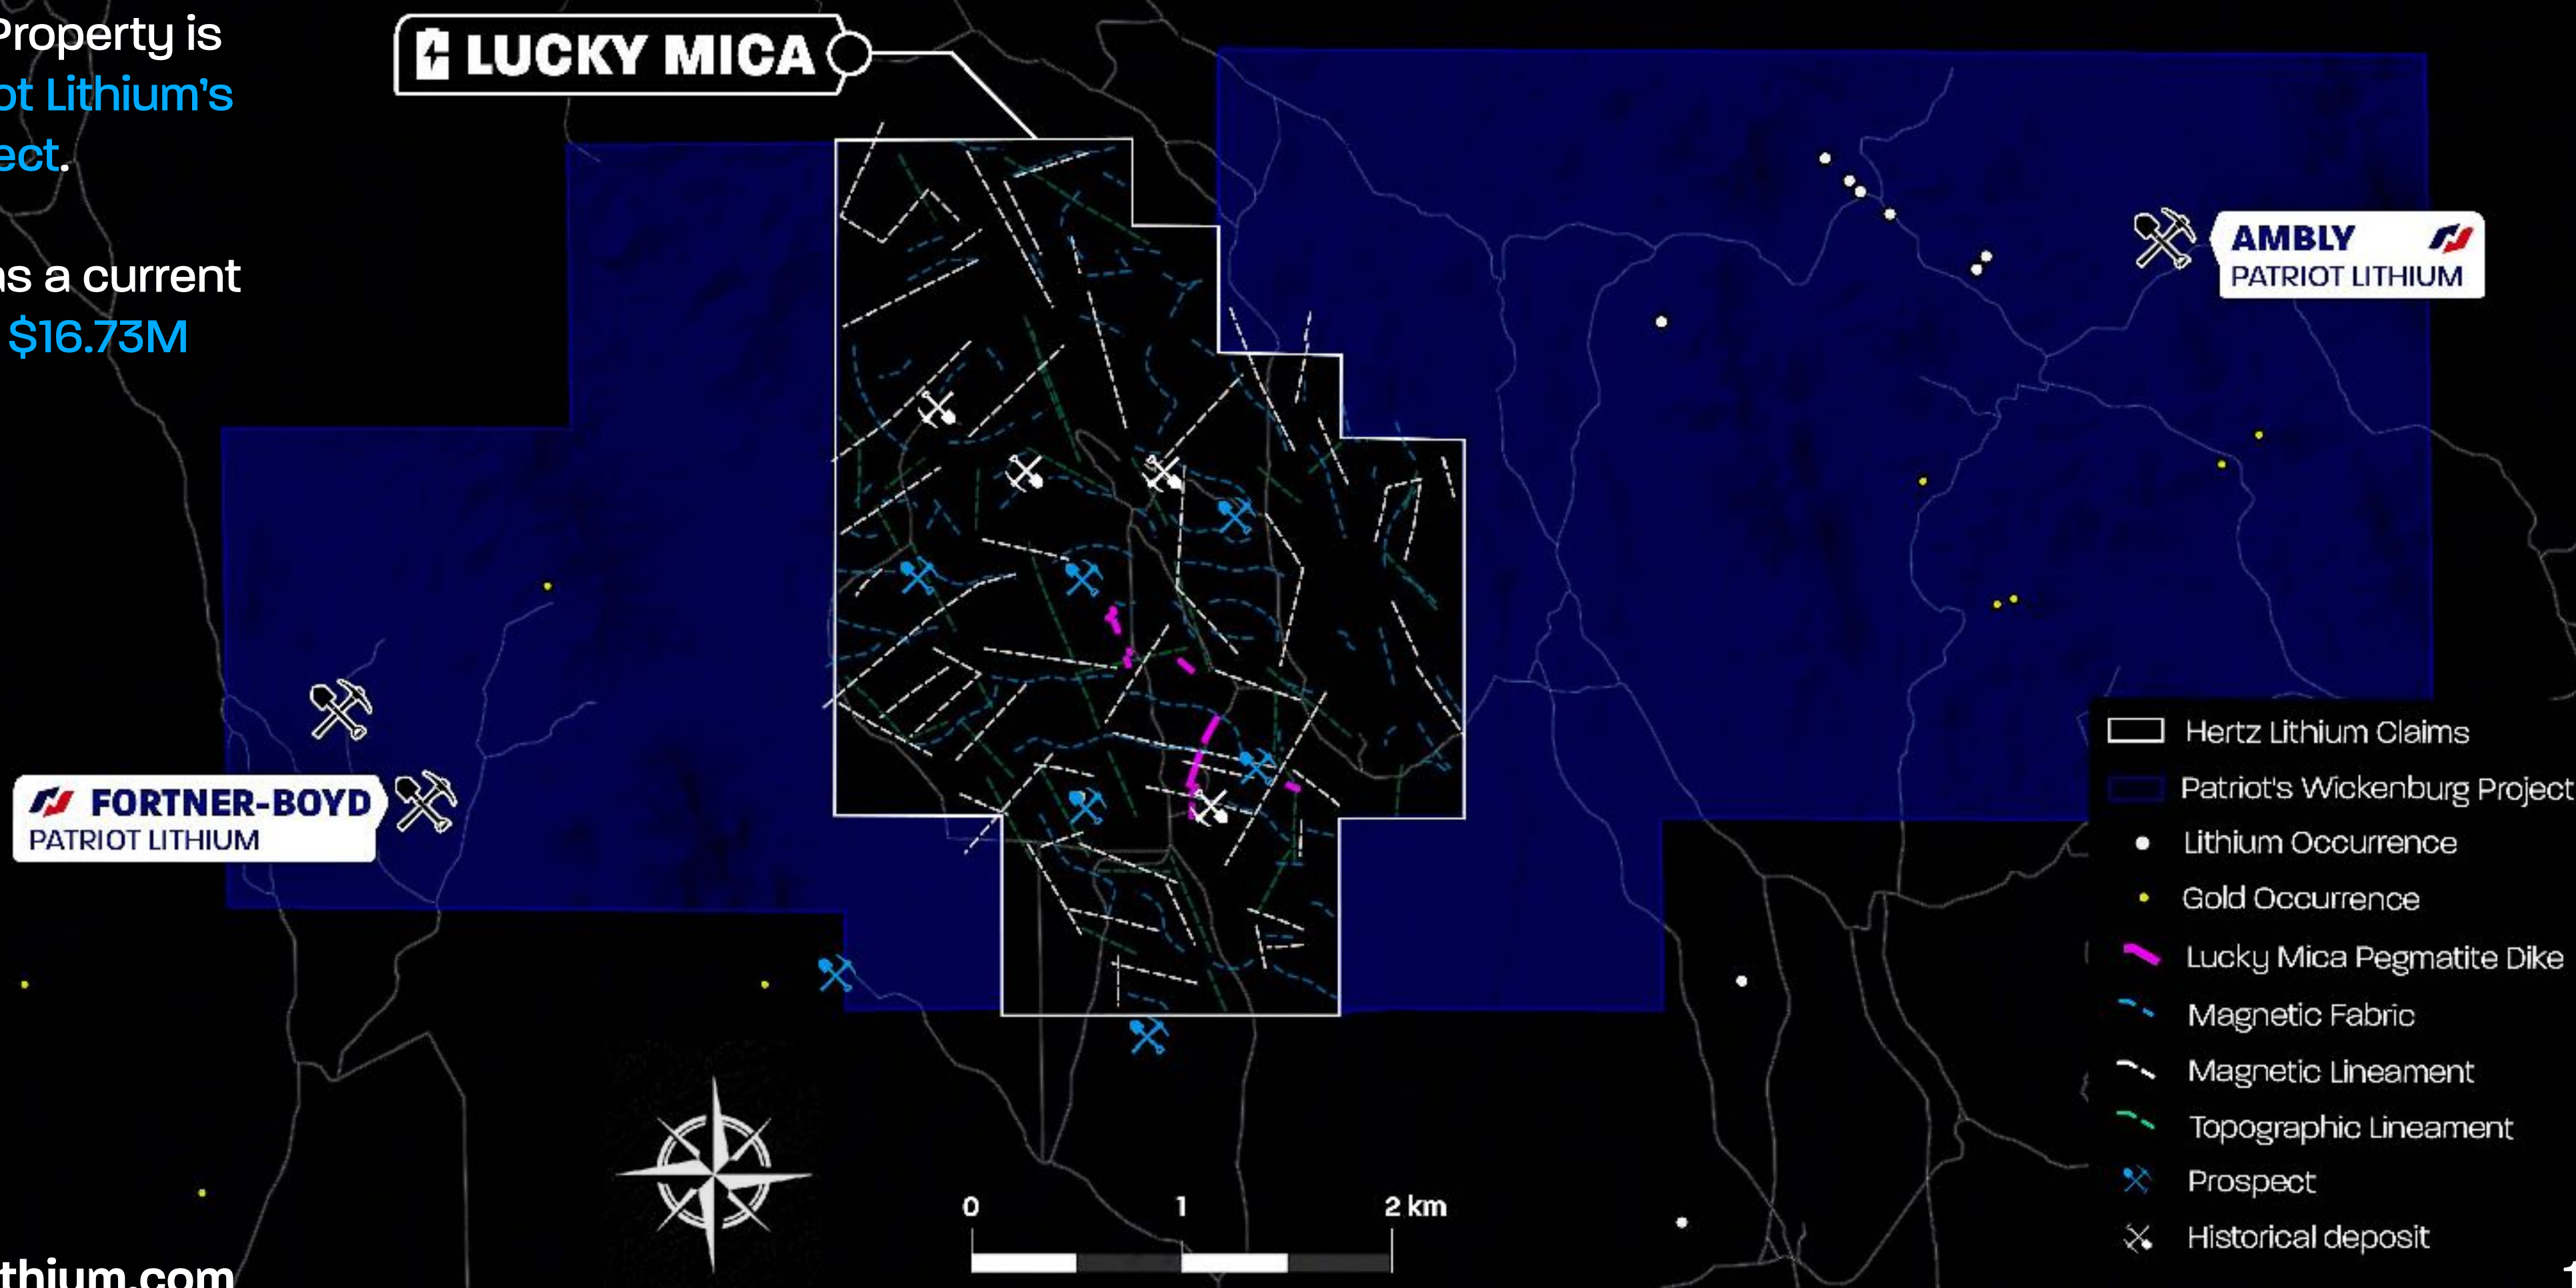 Property is
ot Lithium's
ect.
as a current
$16.73M
thium.com
LUCKY MICA
AMBLY
PATRIOT LITHIUM
FORTNER-BOYD
PATRIOT LITHIUM
0 1 2 km
Hertz Lithium Claims
Patriot's Wickenburg Project
Lithium Occurrence
Gold Occurrence
Lucky Mica Pegmatite Dike
Magnetic Fabric
Magnetic Lineament
Topographic Lineament
Prospect
Historical deposit